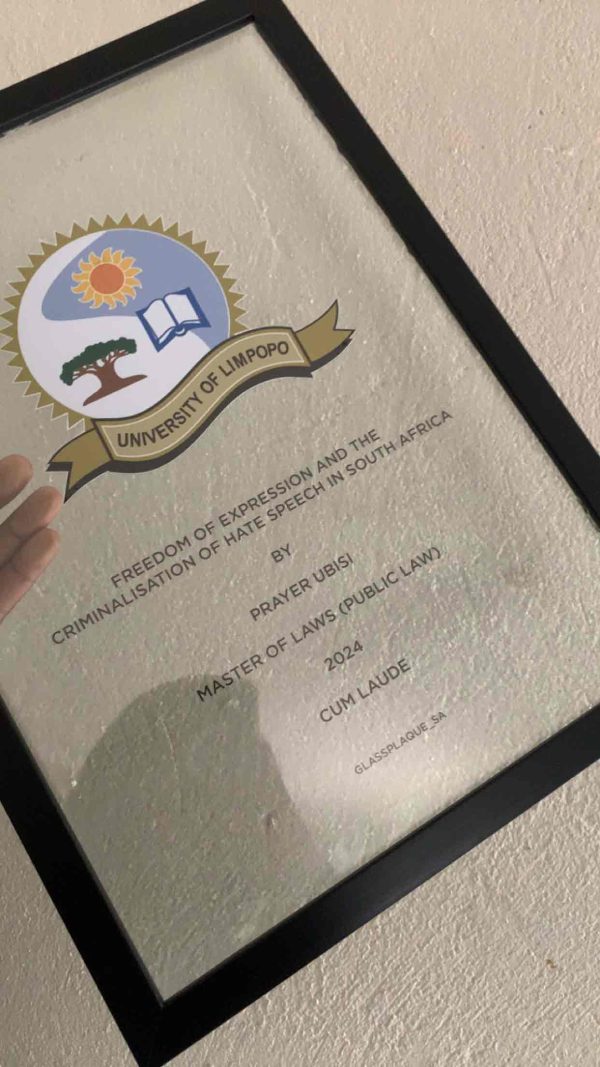 UNIVERSITY OF LIMPOPO
FREEDOM OF EXPRESSION AND THE
CRIMINALISATION OF HATE SPEECH IN SOUTH AFRICA
BY
PRAYER UBISI
MASTER OF LAWS (PUBLIC LAW)
2024
CUM LAUDE
GLASSPLAQUE_SA